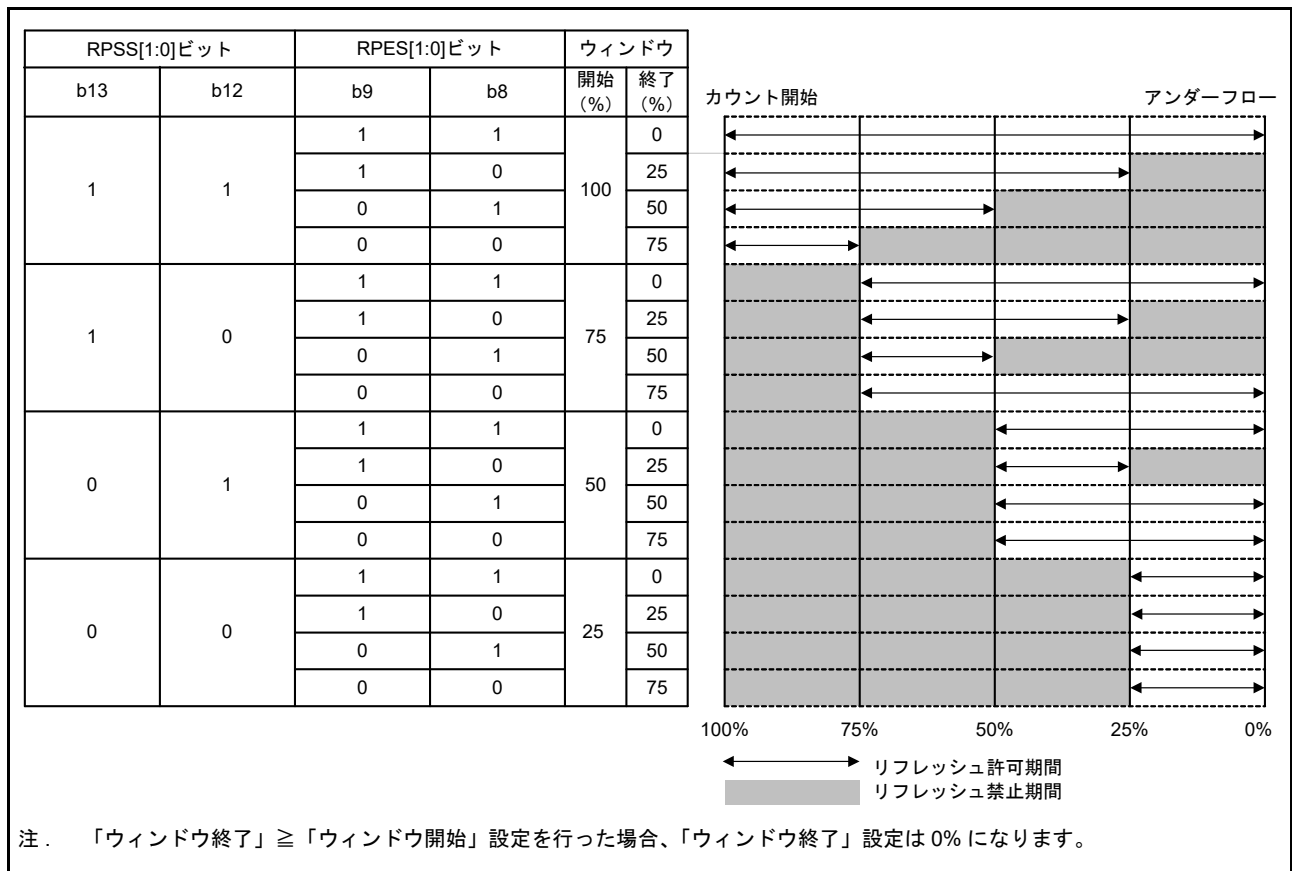 RPSS[1:0]ビット RPES[1:0]ビット ウィンドウ
b13 b12 b9 b8 開始（%） 終了（%）
カウント開始 アンダーフロー
1 1 1 1 100 0
1 0 25
0 1 50
0 0 75
1 0 1 1 75 0
1 0 25
0 1 50
0 0 75
0 1 1 1 50 0
1 0 25
0 1 50
0 0 75
0 0 1 1 25 0
1 0 25
0 1 50
0 0 75
100% 75% 50% 25% 0%
リフレッシュ許可期間
リフレッシュ禁止期間
注． 「ウィンドウ終了」≧「ウィンドウ開始」設定を行った場合、「ウィンドウ終了」設定は 0% になります。